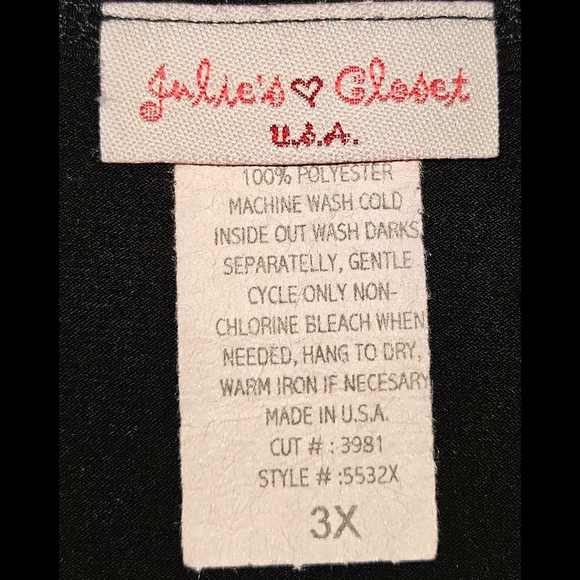 Julie's ♡ Closet
U.S.A.
100% POLYESTER
MACHINE WASH COLD
INSIDE OUT WASH DARKS
SEPARATELLY, GENTLE
CYCLE ONLY NON-
CHLORINE BLEACH WHEN
NEEDED, HANG TO DRY,
WARM IRON IF NECESARY
MADE IN U.S.A.
CUT # : 3981
STYLE # :5532X
3X